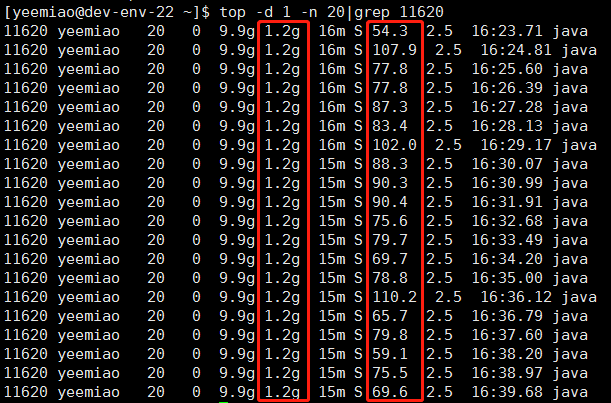 [yeemiao@dev-env-22 ~]$ top -d 1 -n 20|grep 11620
11620 yeemiao 20 0 9.9g 1.2g 16m S 54.3 2.5 16:23.71 java
11620 yeemiao 20 0 9.9g 1.2g 16m S 107.9 2.5 16:24.81 java
11620 yeemiao 20 0 9.9g 1.2g 16m S 77.8 2.5 16:25.60 java
11620 yeemiao 20 0 9.9g 1.2g 16m S 77.8 2.5 16:26.39 java
11620 yeemiao 20 0 9.9g 1.2g 16m S 87.3 2.5 16:27.28 java
11620 yeemiao 20 0 9.9g 1.2g 16m S 83.4 2.5 16:28.13 java
11620 yeemiao 20 0 9.9g 1.2g 16m S 102.0 2.5 16:29.17 java
11620 yeemiao 20 0 9.9g 1.2g 15m S 88.3 2.5 16:30.07 java
11620 yeemiao 20 0 9.9g 1.2g 15m S 90.3 2.5 16:30.99 java
11620 yeemiao 20 0 9.9g 1.2g 15m S 90.4 2.5 16:31.91 java
11620 yeemiao 20 0 9.9g 1.2g 15m S 75.6 2.5 16:32.68 java
11620 yeemiao 20 0 9.9g 1.2g 15m S 79.7 2.5 16:33.49 java
11620 yeemiao 20 0 9.9g 1.2g 15m S 69.7 2.5 16:34.20 java
11620 yeemiao 20 0 9.9g 1.2g 15m S 78.8 2.5 16:35.00 java
11620 yeemiao 20 0 9.9g 1.2g 15m S 110.2 2.5 16:36.12 java
11620 yeemiao 20 0 9.9g 1.2g 15m S 65.7 2.5 16:36.79 java
11620 yeemiao 20 0 9.9g 1.2g 15m S 79.8 2.5 16:37.60 java
11620 yeemiao 20 0 9.9g 1.2g 15m S 59.1 2.5 16:38.20 java
11620 yeemiao 20 0 9.9g 1.2g 15m S 75.5 2.5 16:38.97 java
11620 yeemiao 20 0 9.9g 1.2g 15m S 69.6 2.5 16:39.68 java